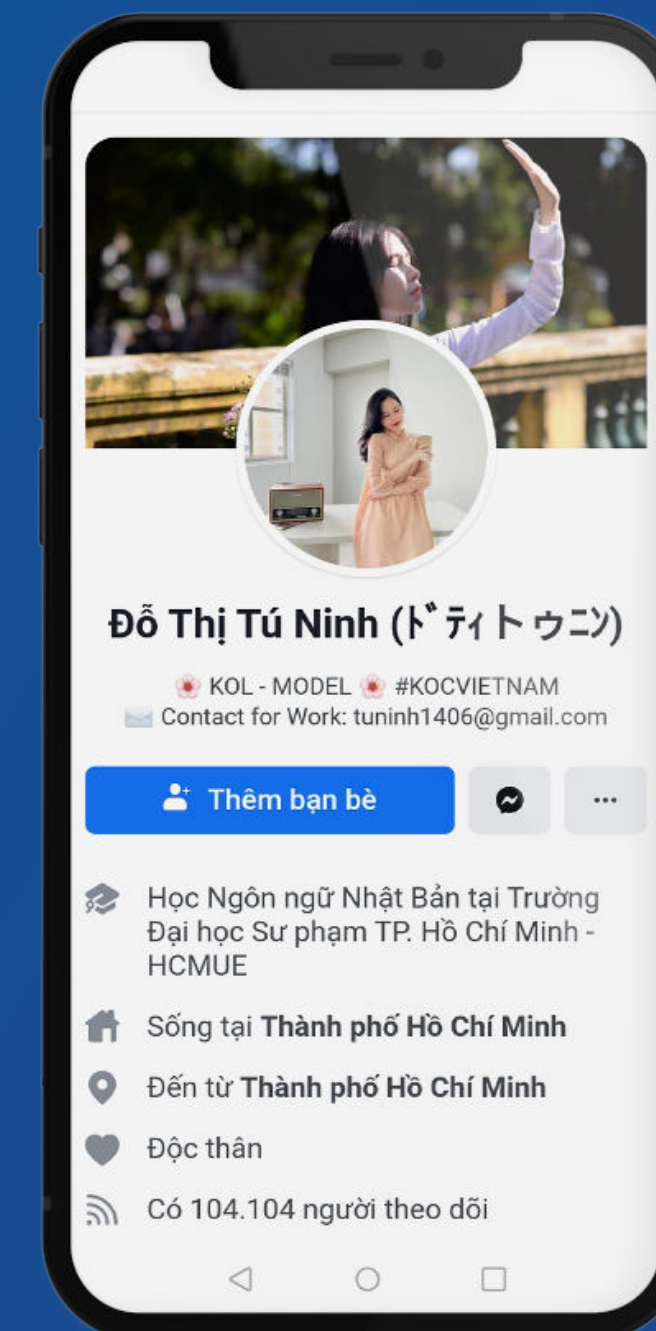 Đỗ Thị Tú Ninh (ドティトゥニン)
🌸 KOL - MODEL 🌸 #KOCVIETNAM
✉️ Contact for Work: tuninh1406@gmail.com
Thêm bạn bè
Học Ngôn ngữ Nhật Bản tại Trường
Đại học Sư phạm TP. Hồ Chí Minh -
HCMUE
Sống tại Thành phố Hồ Chí Minh
Đến từ Thành phố Hồ Chí Minh
Độc thân
Có 104.104 người theo dõi